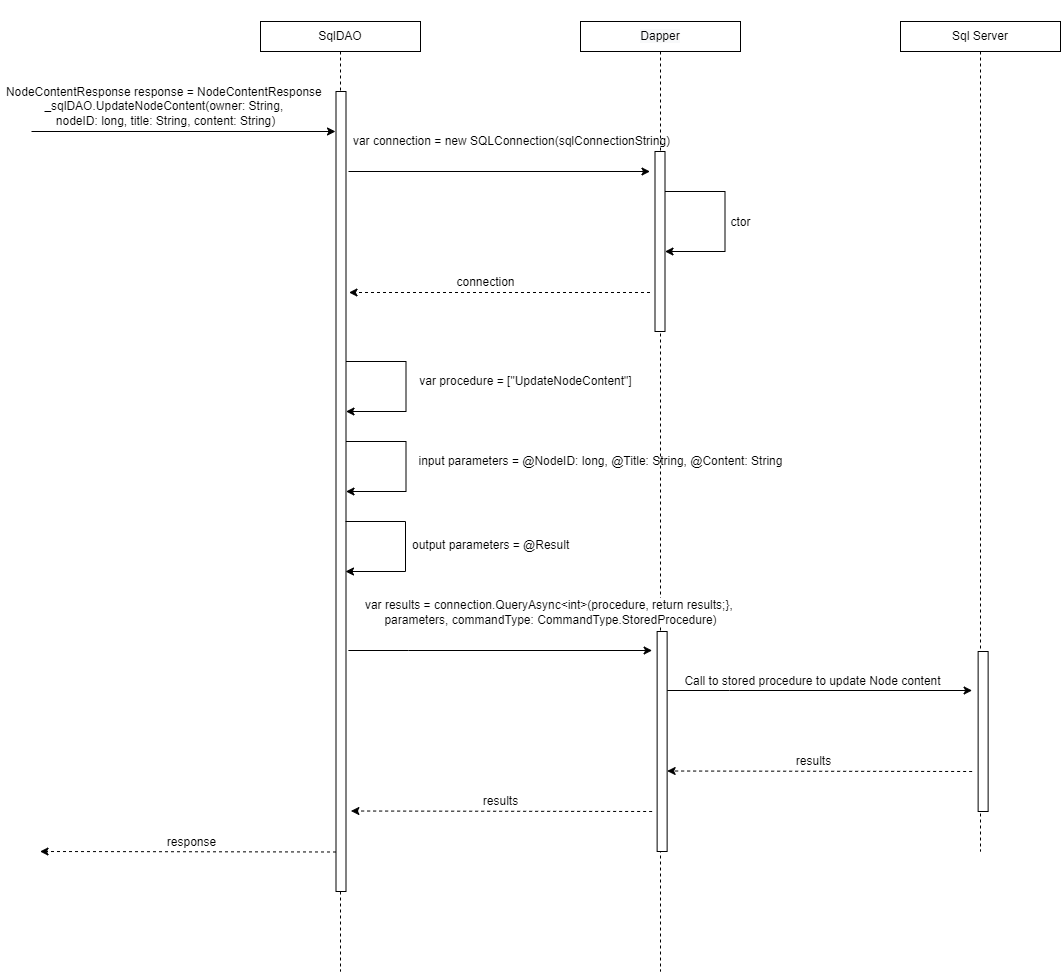 SqlDAO
Dapper
Sql Server
NodeContentResponse response = NodeContentResponse
_sqlDAO.UpdateNodeContent(owner: String,
nodeID: long, title: String, content: String)
var connection = new SQLConnection(sqlConnectionString)
ctor
connection
var procedure = ["UpdateNodeContent"]
input parameters = @NodeID: long, @Title: String, @Content: String
output parameters = @Result
var results = connection.QueryAsync<int>(procedure, return results;},
parameters, commandType: CommandType.StoredProcedure)
Call to stored procedure to update Node content
results
results
response